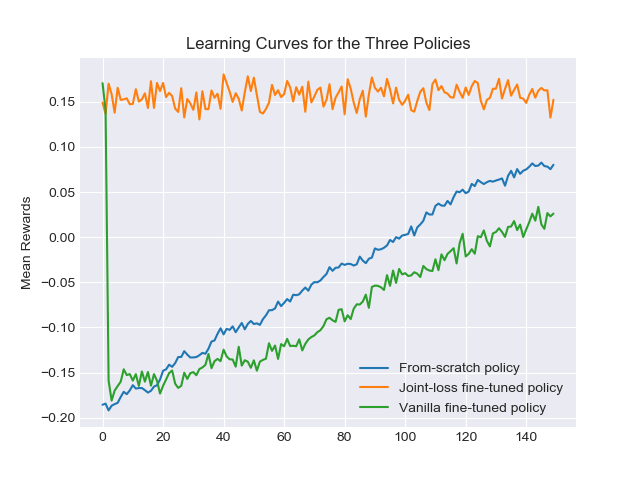 Learning Curves for the Three Policies
Mean Rewards
0.15
0.10
0.05
0.00
−0.05
−0.10
−0.15
−0.20
0 20 40 60 80 100 120 140
From-scratch policy
Joint-loss fine-tuned policy
Vanilla fine-tuned policy